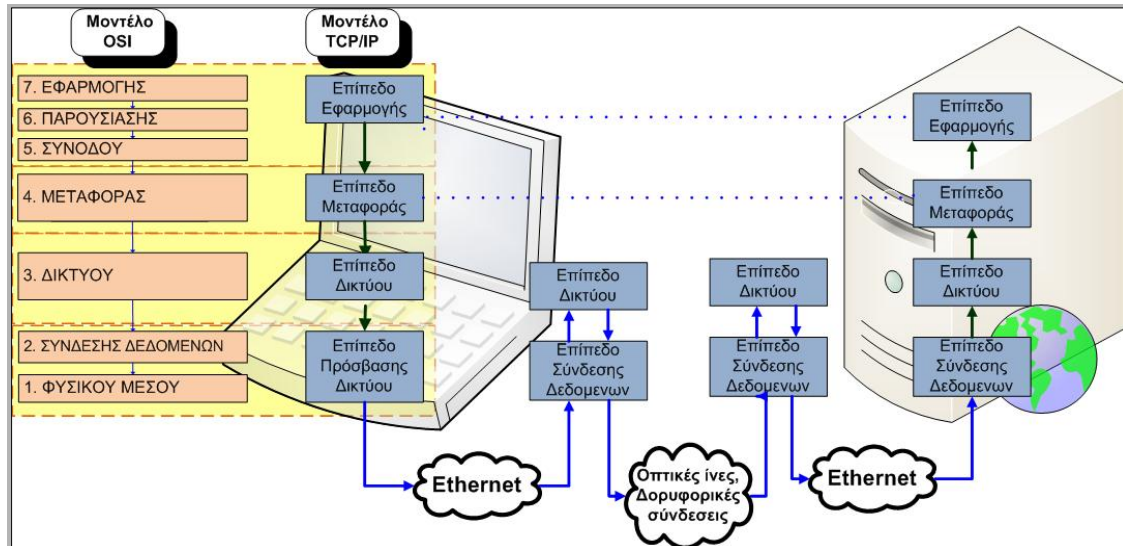 Μοντέλο
OSI
Μοντέλο
TCP/IP
7. ΕΦΑΡΜΟΓΗΣ
6. ΠΑΡΟΥΣΙΑΣΗΣ
5. ΣΥΝΟΔΟΥ
4. ΜΕΤΑΦΟΡΑΣ
3. ΔΙΚΤΥΟΥ
2. ΣΥΝΔΕΣΗΣ ΔΕΔΟΜΕΝΩΝ
1. ΦΥΣΙΚΟΥ ΜΕΣΟΥ
Επίπεδο
Εφαρμογής
Επίπεδο
Μεταφοράς
Επίπεδο
Δικτύου
Επίπεδο
Πρόσβασης
Δικτύου
Ethernet
Επίπεδο
Δικτύου
Επίπεδο
Σύνδεσης
Δεδομενων
Οπτικές ίνες,
Δορυφορικές
σύνδεσεις
Επίπεδο
Δικτύου
Επίπεδο
Σύνδεσης
Δεδομενων
Ethernet
Επίπεδο
Εφαρμογής
Επίπεδο
Μεταφοράς
Επίπεδο
Δικτύου
Επίπεδο
Σύνδεσης
Δεδομενων